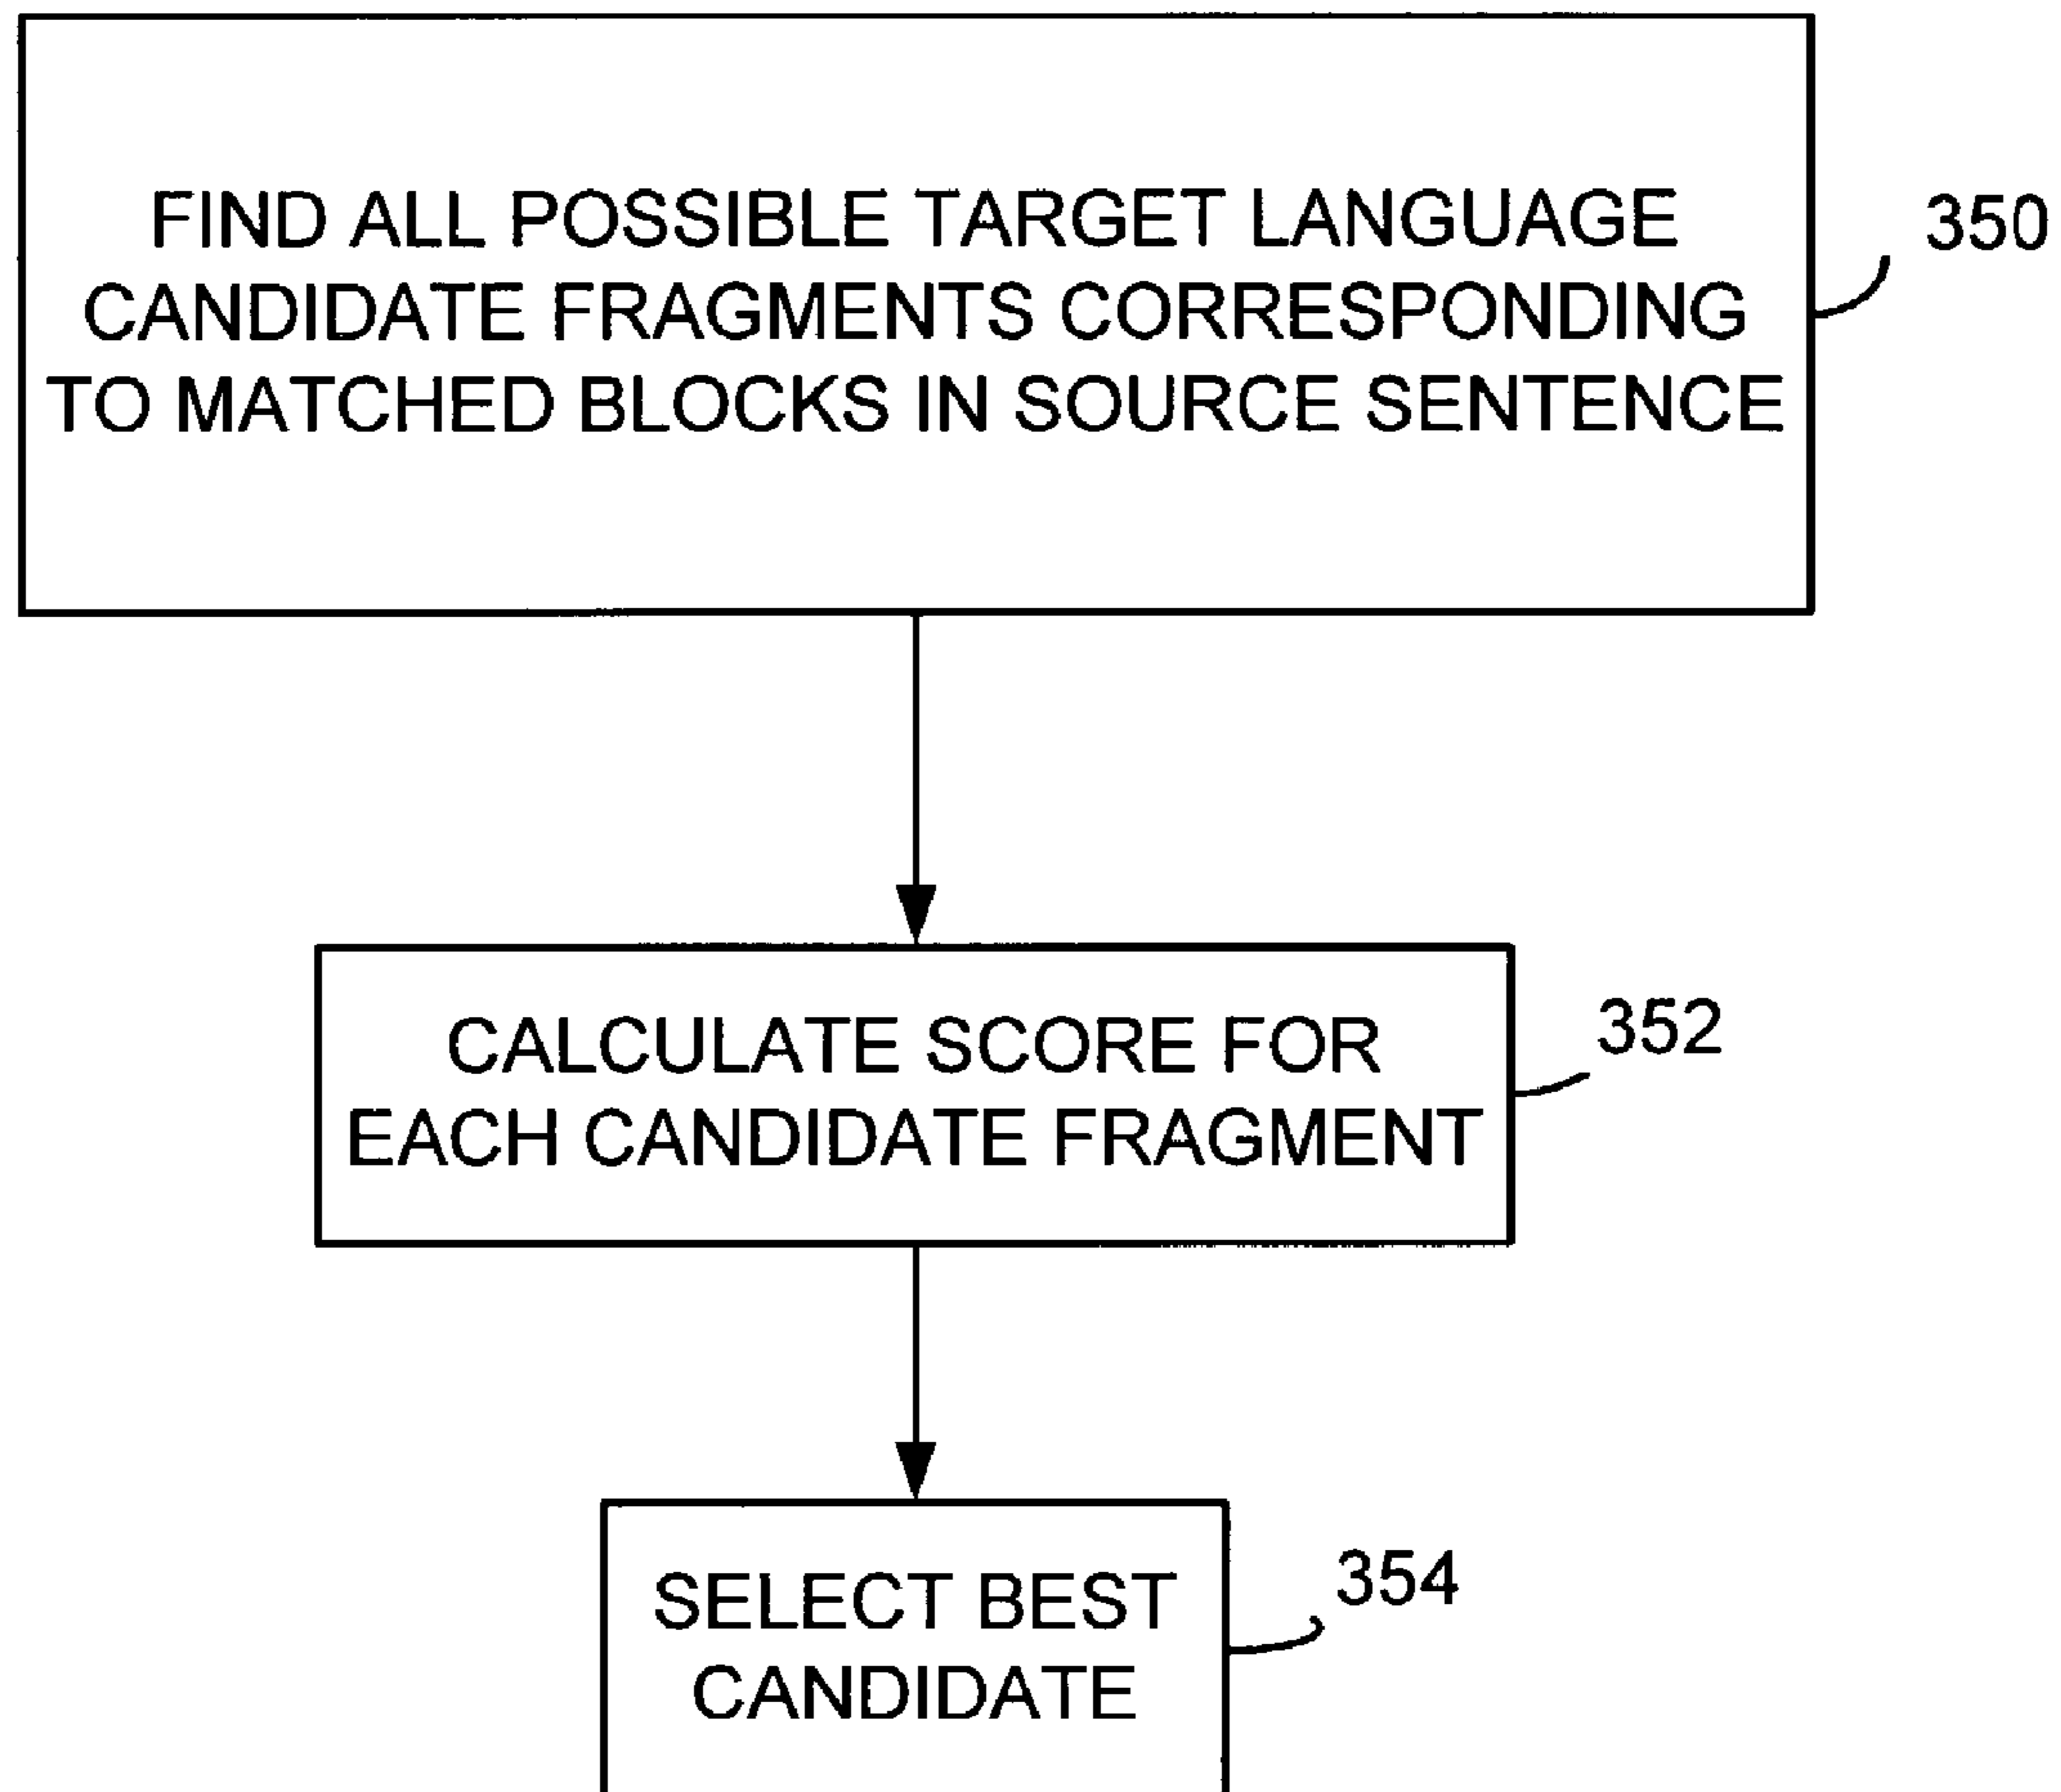 FIND ALL POSSIBLE TARGET LANGUAGE
CANDIDATE FRAGMENTS CORRESPONDING
TO MATCHED BLOCKS IN SOURCE SENTENCE
350
CALCULATE SCORE FOR
EACH CANDIDATE FRAGMENT
352
SELECT BEST
CANDIDATE
354